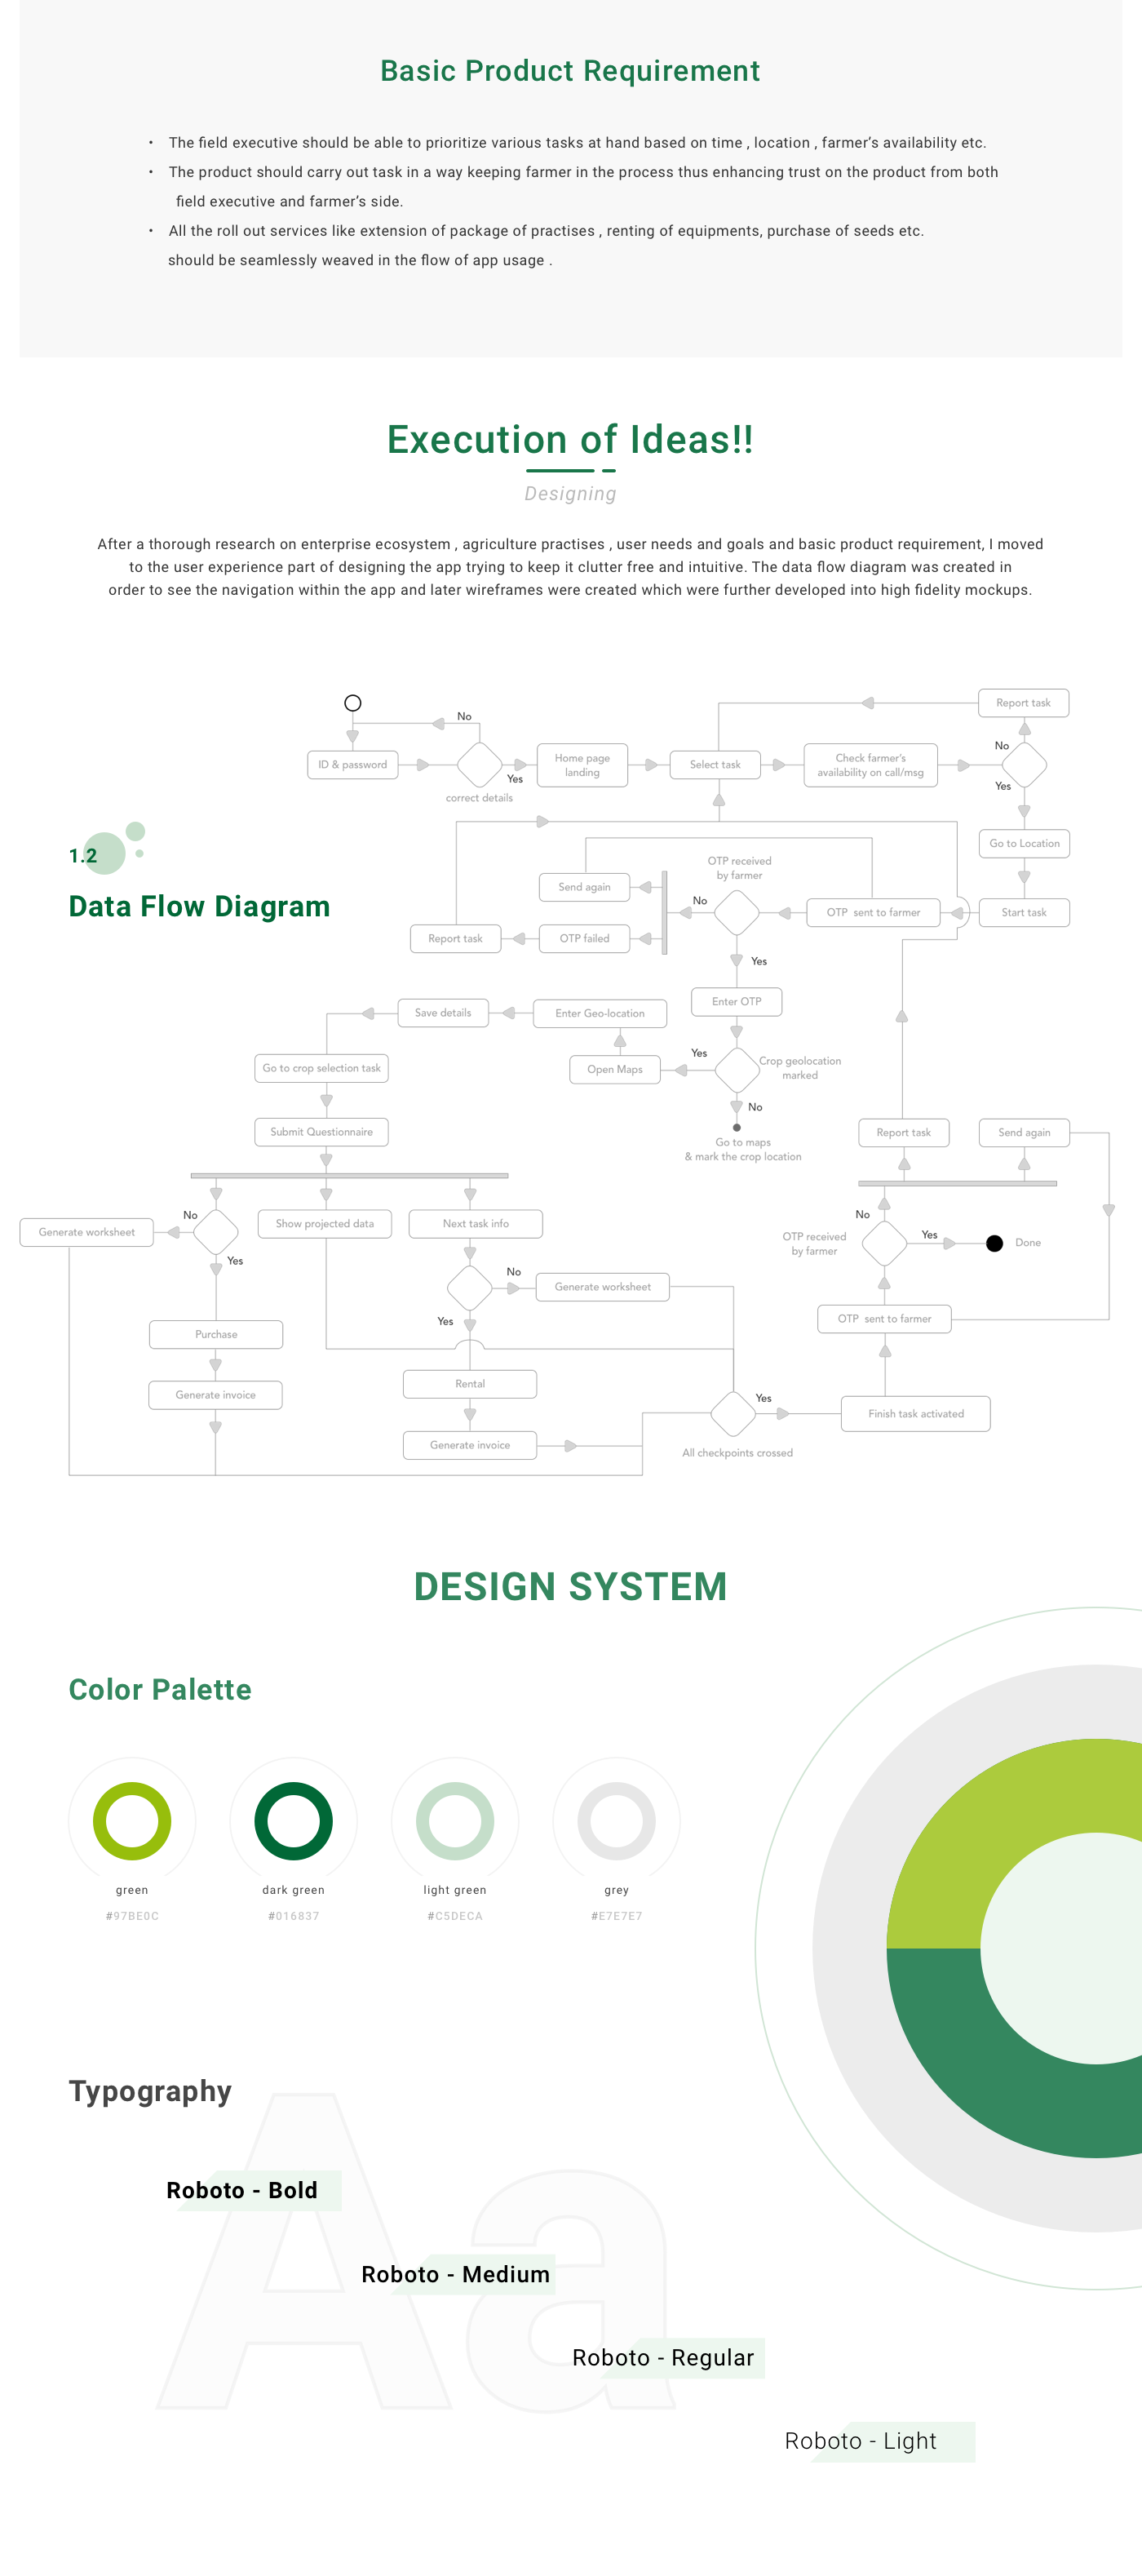 Basic Product Requirement
• The field executive should be able to prioritize various tasks at hand based on time , location , farmer’s availability etc.
• The product should carry out task in a way keeping farmer in the process thus enhancing trust on the product from both
field executive and farmer’s side.
• All the roll out services like extension of package of practises , renting of equipments, purchase of seeds etc.
should be seamlessly weaved in the flow of app usage .
Execution of Ideas!!
Designing
After a thorough research on enterprise ecosystem , agriculture practises , user needs and goals and basic product requirement, I moved
to the user experience part of designing the app trying to keep it clutter free and intuitive. The data flow diagram was created in
order to see the navigation within the app and later wireframes were created which were further developed into high fidelity mockups.
Report task
No
No
ID & password
Yes
correct details
Home page
landing
Select task
Check farmer’s
availability on call/msg
Yes
Go to Location
1.2
Data Flow Diagram
OTP received
by farmer
Send again
No
OTP sent to farmer
Start task
Report task
OTP failed
Yes
Enter OTP
Save details
Enter Geo-location
Go to crop selection task
Open Maps
Yes
Crop geolocation
marked
No
Go to maps
& mark the crop location
Submit Questionnaire
Report task
Send again
Generate worksheet
No
Yes
Show projected data
Next task info
No
OTP received
by farmer
Yes
Done
No
Generate worksheet
Yes
OTP sent to farmer
Purchase
Generate invoice
Rental
Generate invoice
Yes
All checkpoints crossed
Finish task activated
DESIGN SYSTEM
Color Palette
green
dark green
light green
grey
#97BE0C
#016837
#C5DECA
#E7E7E7
Typography
Aa
Roboto - Bold
Roboto - Medium
Roboto - Regular
Roboto - Light